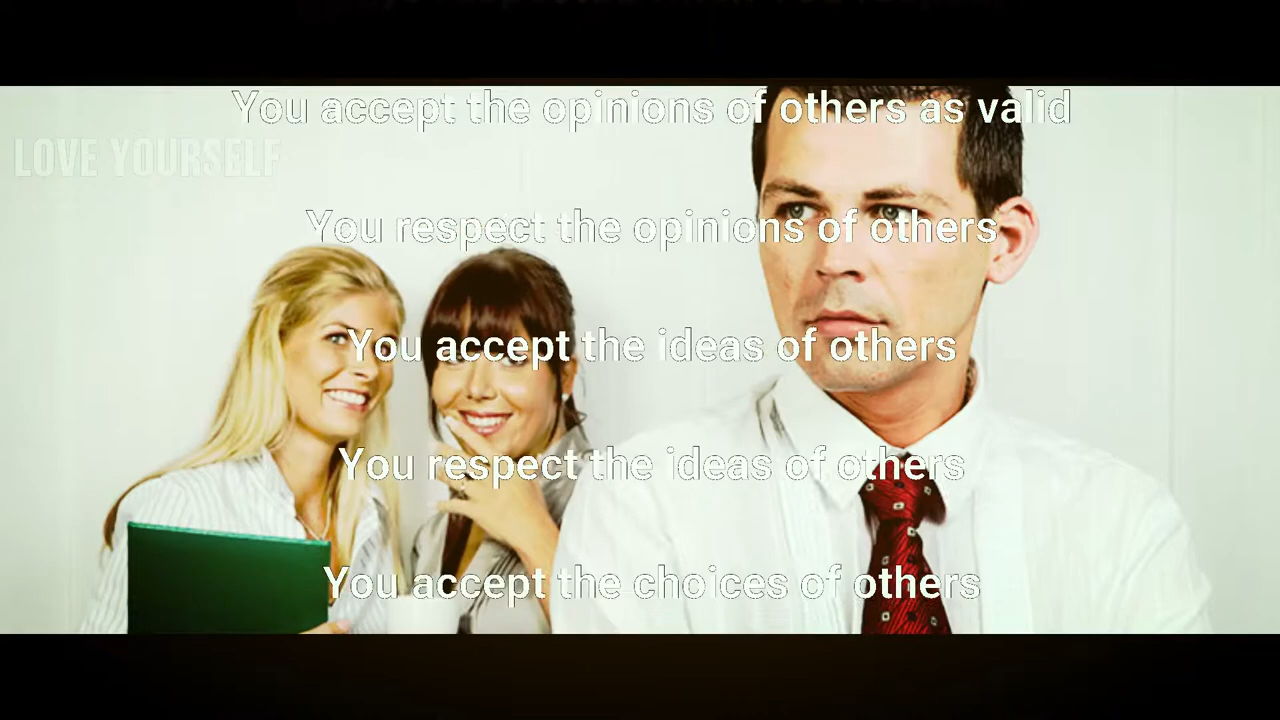 You accept the opinions of others as valid
LOVE YOURSELF
You respect the opinions of others
You accept the ideas of others
You respect the ideas of others
You accept the choices of others